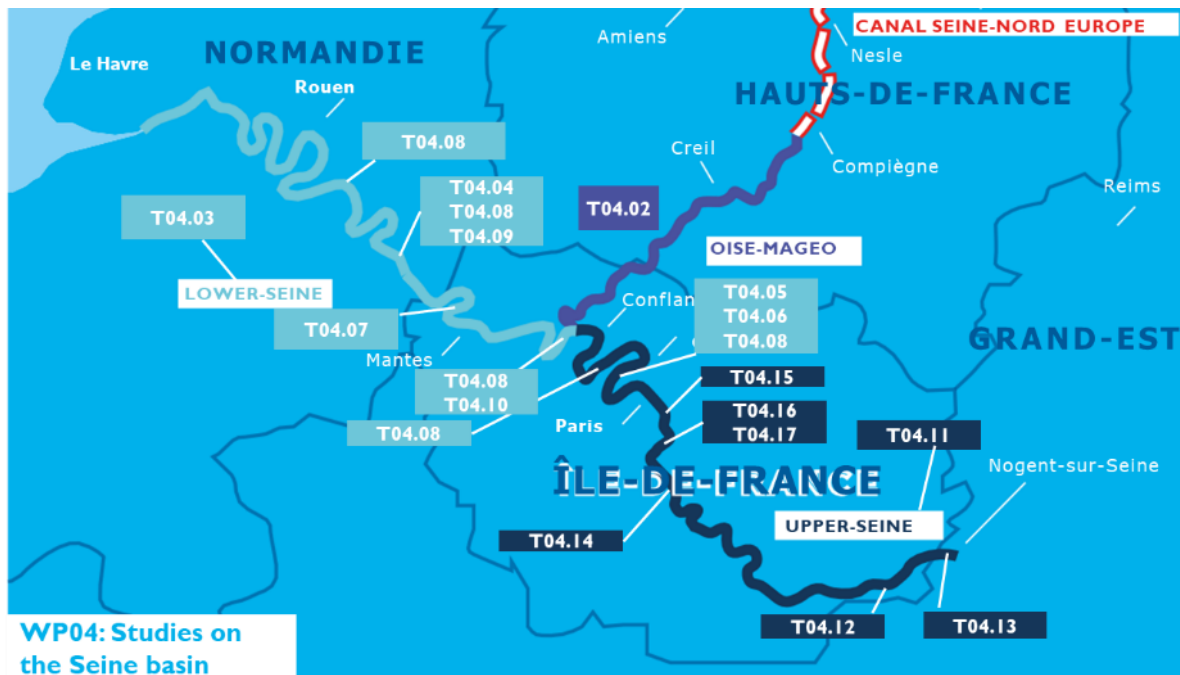 CANAL SEINE-NORD EUROPE
Amiens
NORMANDIE
Nesle
Le Havre
Rouen
HAUTS-DE-FRANCE
T04.08
Creil
Compiègne
T04.04
T04.08
T04.09
Reims
T04.03
T04.02
OISE-MAGEO
LOWER-SEINE
Conflan
T04.05
T04.06
T04.08
T04.07
GRAND-EST
Mantes
T04.08
T04.10
T04.15
T04.08
Paris
T04.16
T04.17
T04.11
Nogent-sur-Seine
ÎLE-DE-FRANCE
UPPER-SEINE
T04.14
T04.12
T04.13
WP04: Studies on
the Seine basin